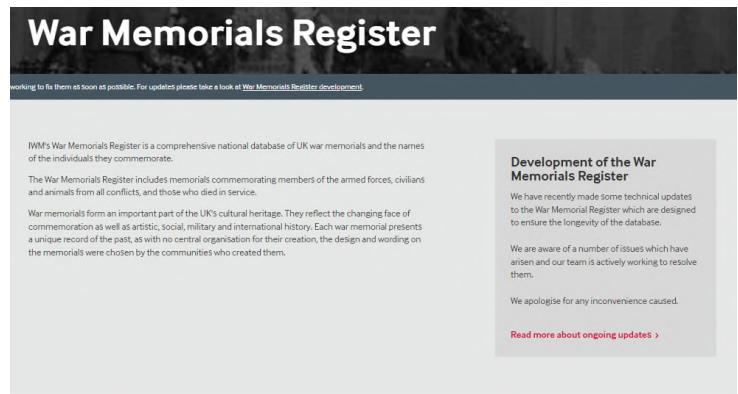 War Memorials Register
working to fix them as soon as possible. For updates please take a look at War Memorials Register development.
IWM's War Memorials Register is a comprehensive national database of UK war memorials and the names
of the individuals they commemorate.
The War Memorials Register includes memorials commemorating members of the armed forces, civilians
and animals from all conflicts, and those who died in service.
War memorials form an important part of the UK's cultural heritage. They reflect the changing face of
commemoration as well as artistic, social, military and international history. Each war memorial presents
a unique record of the past, as with no central organisation for their creation, the design and wording on
the memorials were chosen by the communities who created them.
Development of the War
Memorials Register
We have recently made some technical updates
to the War Memorial Register which are designed
to ensure the longevity of the database.
We are aware of a number of issues which have
arisen and our team is actively working to resolve
them.
We apologise for any inconvenience caused.
Read more about ongoing updates ›